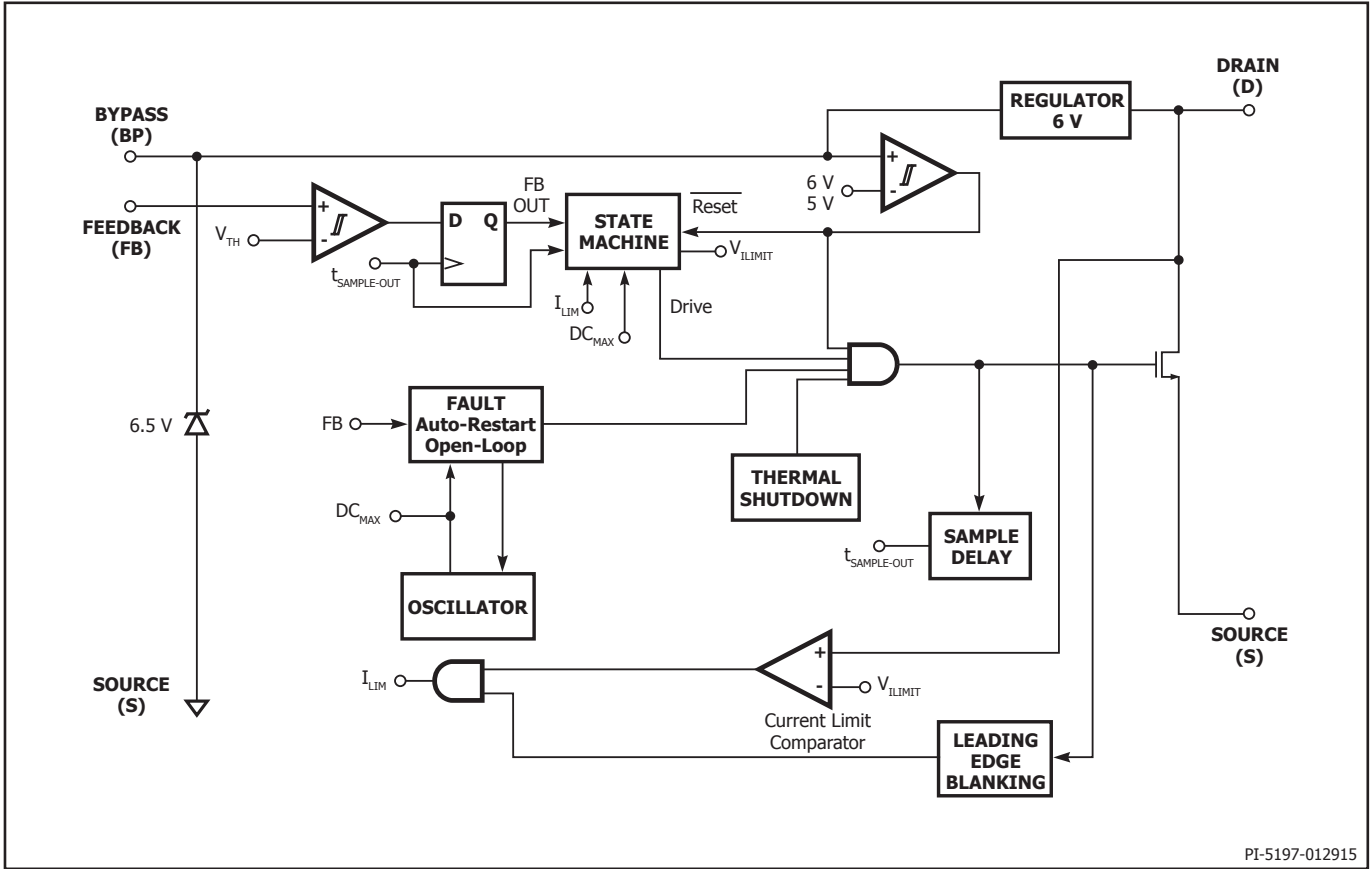 BYPASS
(BP)
FEEDBACK
(FB)
V_TH
+
-
t_SAMPLE-OUT
D Q
FB
OUT
STATE
MACHINE
Reset
V_ILIMIT
I_LIM
DC_MAX
Drive
REGULATOR
6 V
DRAIN
(D)
6 V
5 V
+
-
6.5 V
FB
FAULT
Auto-Restart
Open-Loop
DC_MAX
OSCILLATOR
THERMAL
SHUTDOWN
t_SAMPLE-OUT
SAMPLE
DELAY
SOURCE
(S)
SOURCE
(S)
I_LIM
+
-
V_ILIMIT
Current Limit
Comparator
LEADING
EDGE
BLANKING
PI-5197-012915